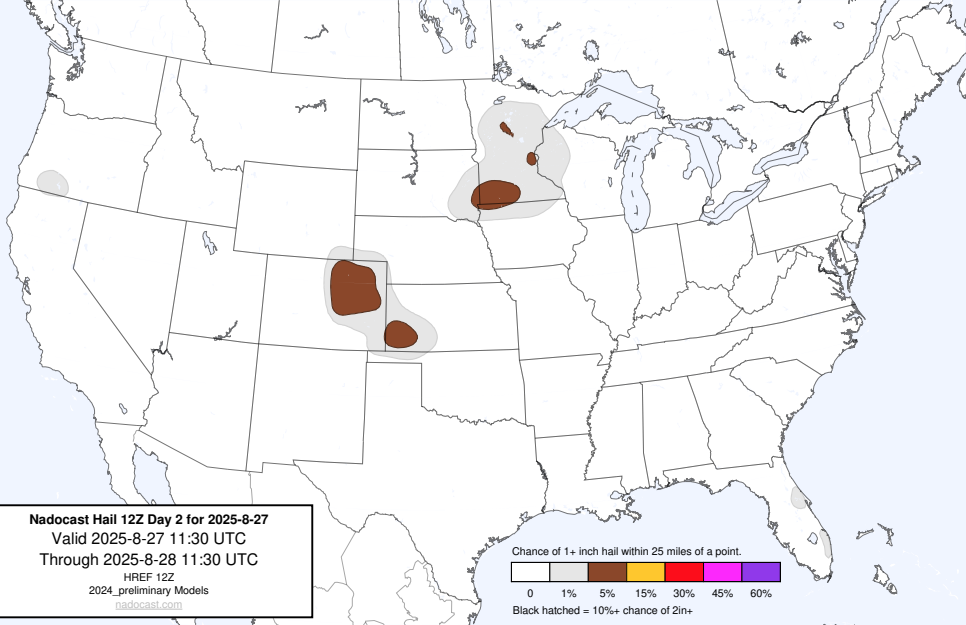 Nadocast Hail 12Z Day 2 for 2025-8-27
Valid 2025-8-27 11:30 UTC
Through 2025-8-28 11:30 UTC
HREF 12Z
2024_preliminary Models
nadocast.com
Chance of 1+ inch hail within 25 miles of a point.
0 1% 5% 15% 30% 45% 60%
Black hatched = 10%+ chance of 2in+